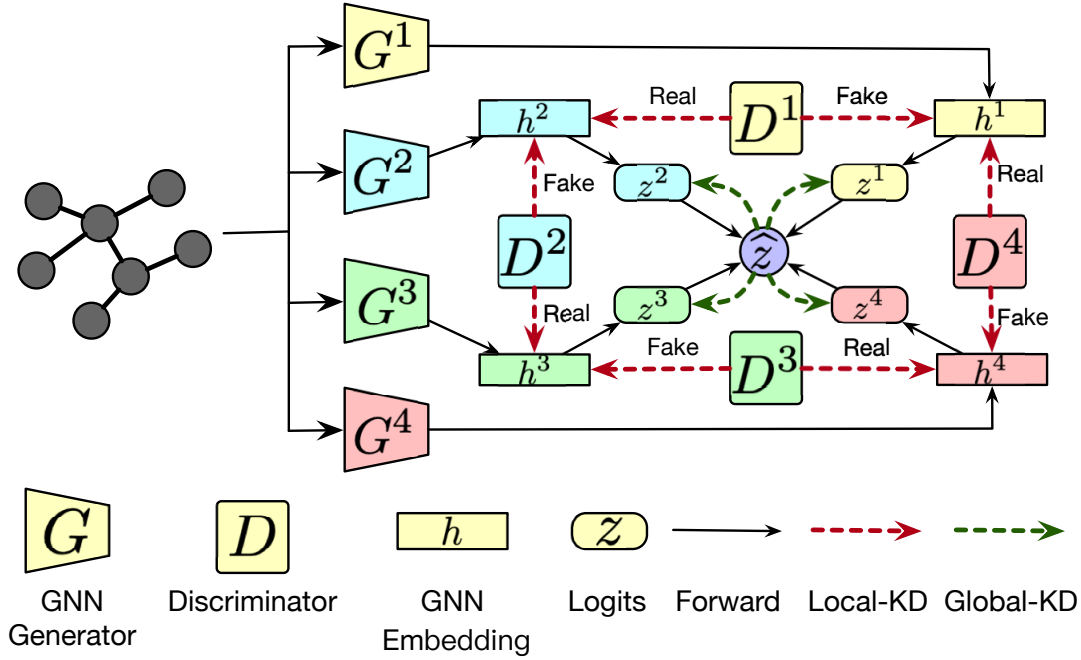 G¹
h² Real D¹ Fake h¹
G² Fake z² z¹ Real
D² ẑ D⁴
G³ Real z³ z⁴ Fake
h³ Fake D³ Real h⁴
G⁴
G D h z
GNN Generator
Discriminator
GNN Embedding
Logits
Forward
Local-KD
Global-KD